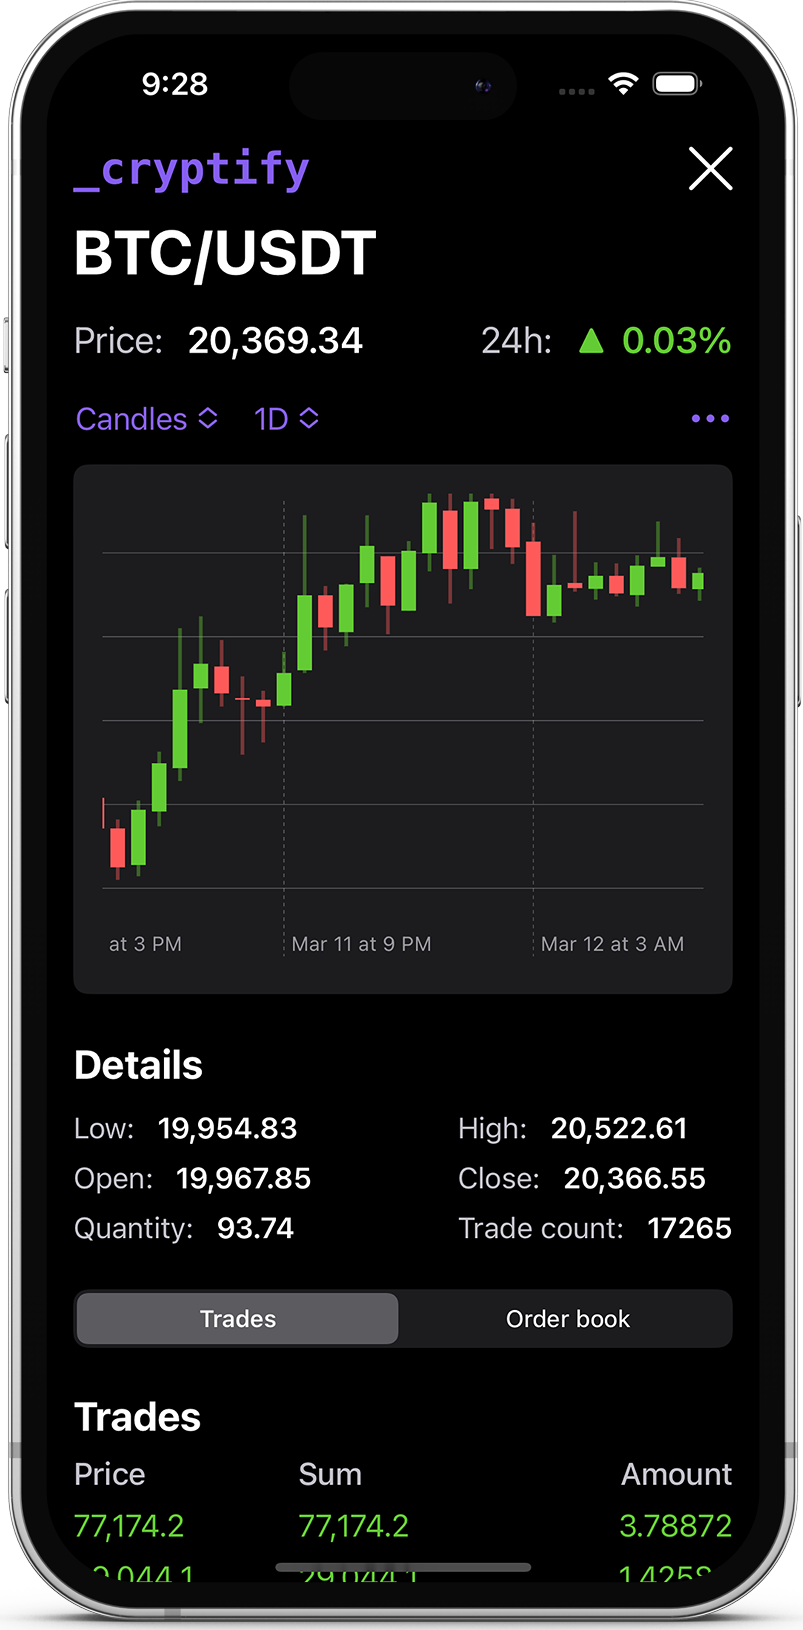 9:28
_cryptify
BTC/USDT
Price: 20,369.34 24h: ▲ 0.03%
Candles 1D
at 3 PM Mar 11 at 9 PM Mar 12 at 3 AM
Details
Low: 19,954.83 High: 20,522.61
Open: 19,967.85 Close: 20,366.55
Quantity: 93.74 Trade count: 17265
Trades Order book
Trades
Price Sum Amount
77,174.2 77,174.2 3.78872